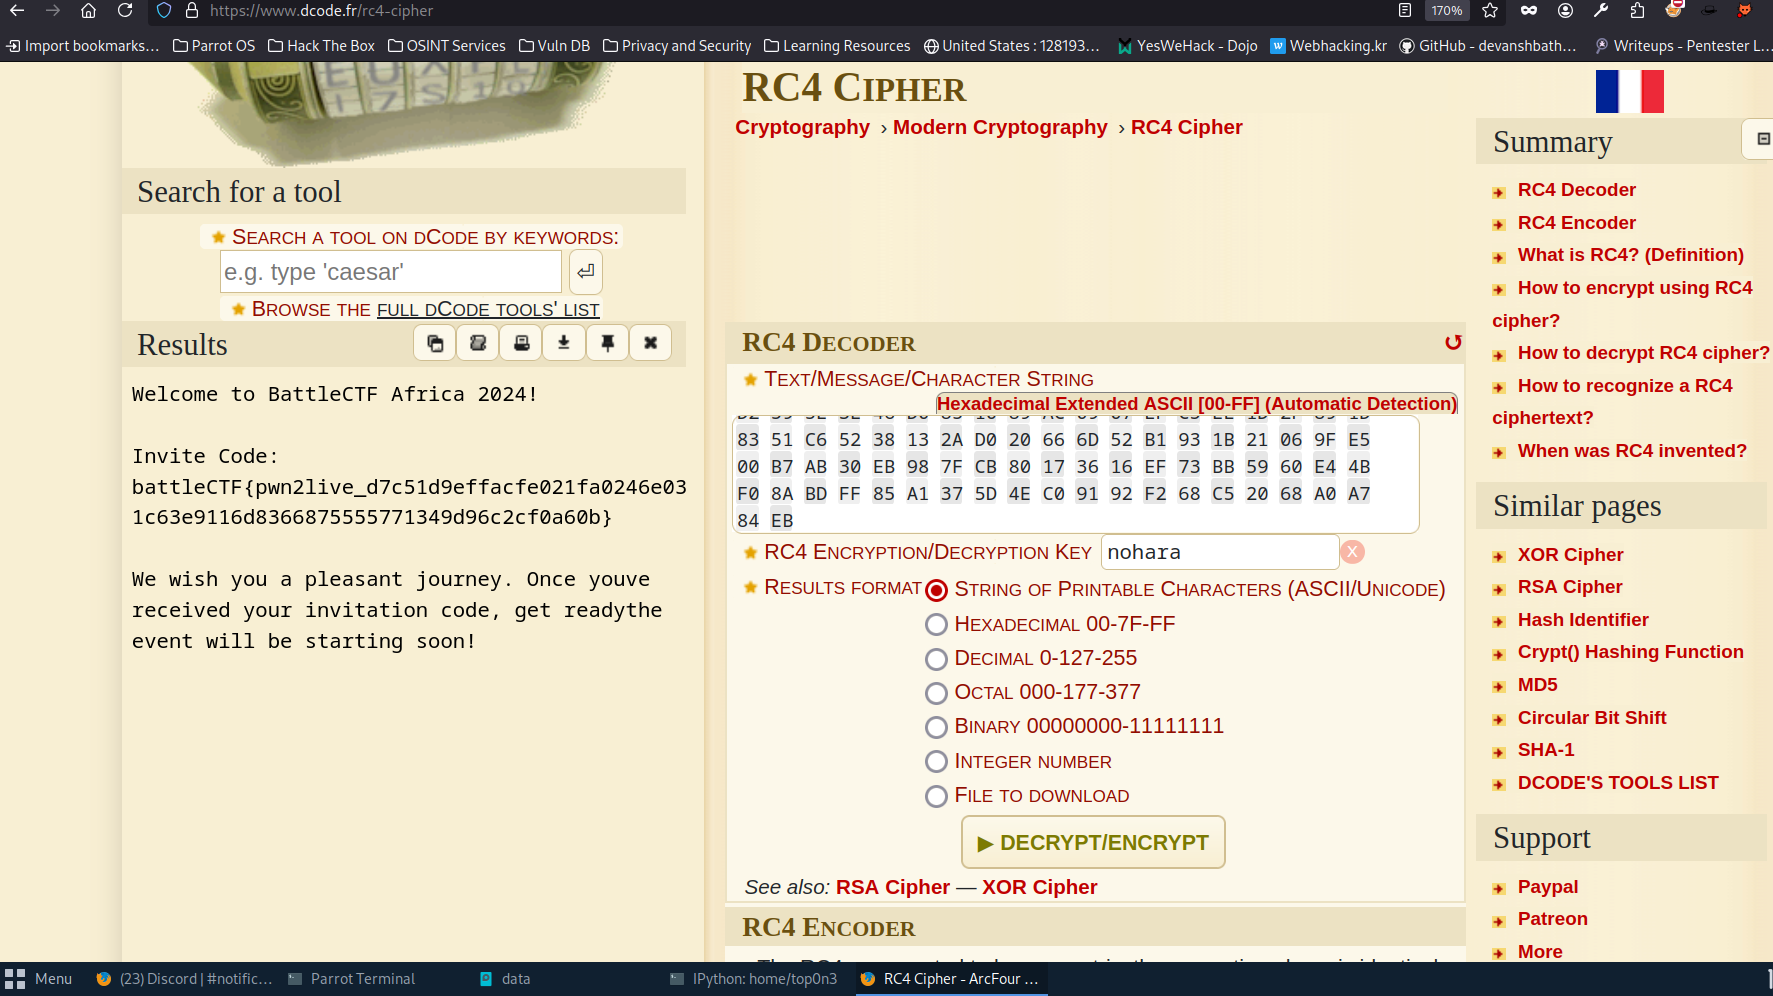 https://www.dcode.fr/rc4-cipher
170%
Import bookmarks...
Parrot OS
Hack The Box
OSINT Services
Vuln DB
Privacy and Security
Learning Resources
United States : 128193...
YesWeHack - Dojo
Webhacking.kr
GitHub - devanshbath...
Writeups - Pentester L...
RC4 CIPHER
Cryptography › Modern Cryptography › RC4 Cipher
Search for a tool
SEARCH A TOOL ON DCODE BY KEYWORDS:
e.g. type 'caesar'
BROWSE THE FULL DCODE TOOLS' LIST
Results
Welcome to BattleCTF Africa 2024!
Invite Code:
battleCTF{pwn2live_d7c51d9effacfe021fa0246e03
1c63e9116d8366875555771349d96c2cf0a60b}
We wish you a pleasant journey. Once youve
received your invitation code, get readythe
event will be starting soon!
RC4 DECODER
TEXT/MESSAGE/CHARACTER STRING
Hexadecimal Extended ASCII [00-FF] (Automatic Detection)
83 51 C6 52 38 13 2A D0 20 66 6D 52 B1 93 1B 21 06 9F E5
00 B7 AB 30 EB 98 7F CB 80 17 36 16 EF 73 BB 59 60 E4 4B
F0 8A BD FF 85 A1 37 5D 4E C0 91 92 F2 68 C5 20 68 A0 A7
84 EB
RC4 ENCRYPTION/DECRYPTION KEY nohara X
RESULTS FORMAT STRING OF PRINTABLE CHARACTERS (ASCII/UNICODE)
HEXADECIMAL 00-7F-FF
DECIMAL 0-127-255
OCTAL 000-177-377
BINARY 00000000-11111111
INTEGER NUMBER
FILE TO DOWNLOAD
▶ DECRYPT/ENCRYPT
See also: RSA Cipher — XOR Cipher
RC4 ENCODER
Summary
RC4 Decoder
RC4 Encoder
What is RC4? (Definition)
How to encrypt using RC4
cipher?
How to decrypt RC4 cipher?
How to recognize a RC4
ciphertext?
When was RC4 invented?
Similar pages
XOR Cipher
RSA Cipher
Hash Identifier
Crypt() Hashing Function
MD5
Circular Bit Shift
SHA-1
DCODE'S TOOLS LIST
Support
Paypal
Patreon
More
Menu
(23) Discord | #notific...
Parrot Terminal
data
IPython: home/top0n3
RC4 Cipher - ArcFour ...